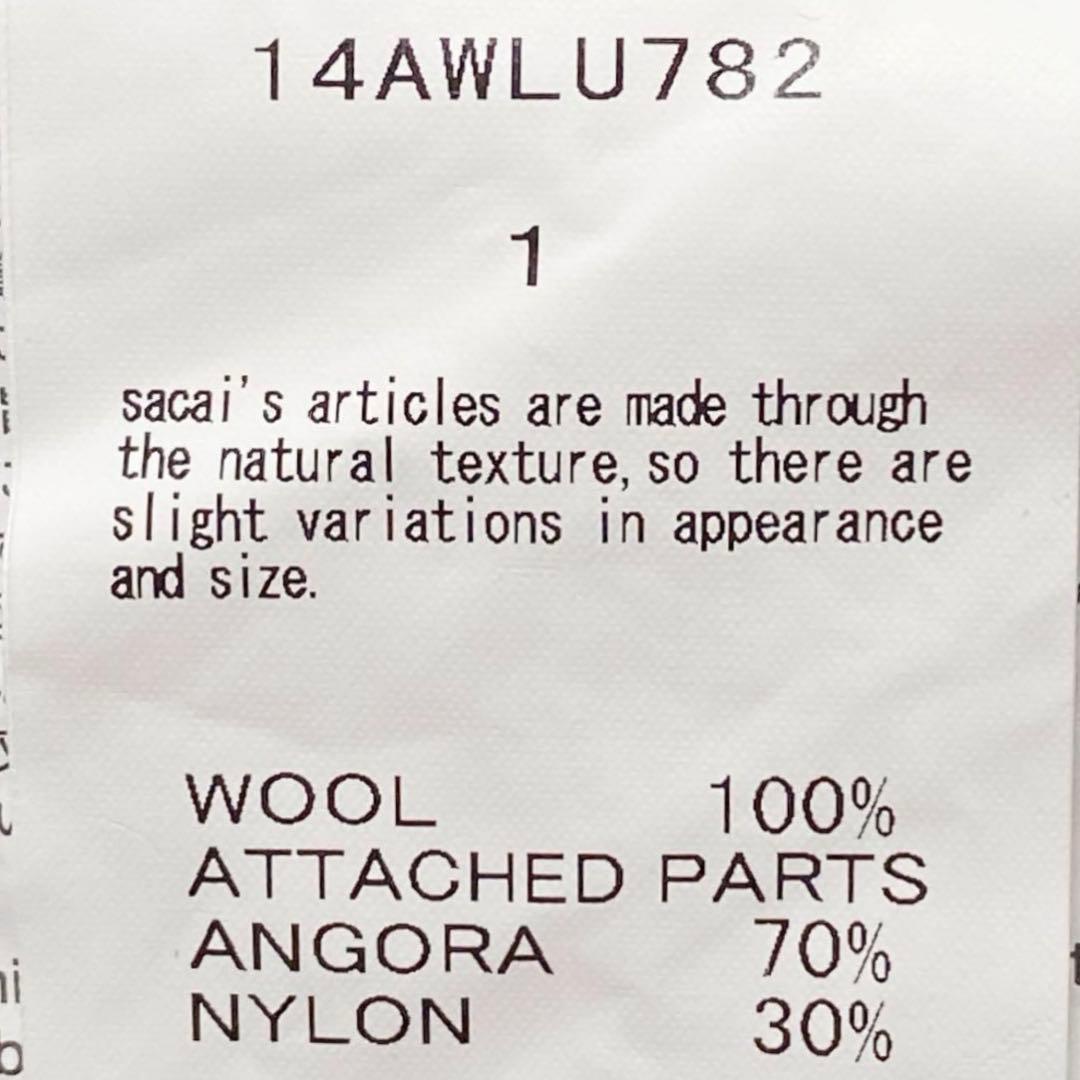 14AWLU782
1
sacai's articles are made through
the natural texture, so there are
slight variations in appearance
and size.
WOOL 100%
ATTACHED PARTS
ANGORA 70%
NYLON 30%